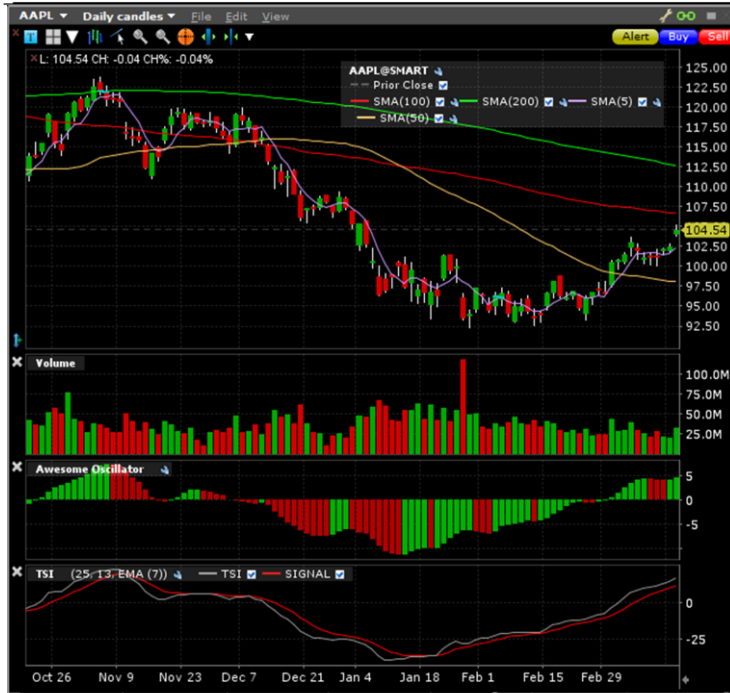 AAPL Daily candles File Edit View
T Alert Buy Sell
L: 104.54 CH: -0.04 CH%: -0.04%
AAPL@SMART
Prior Close
SMA(100) SMA(200) SMA(5)
SMA(50)
125.00
122.50
120.00
117.50
115.00
112.50
110.00
107.50
104.54
102.50
100.00
97.50
95.00
92.50
Volume
100.0M
75.00M
50.00M
25.0M
Awesome Oscillator
5
0
-5
TSI (25, 13, EMA (7)) TSI SIGNAL
0
-25
Oct 26 Nov 9 Nov 23 Dec 7 Dec 21 Jan 4 Jan 18 Feb 1 Feb 15 Feb 29